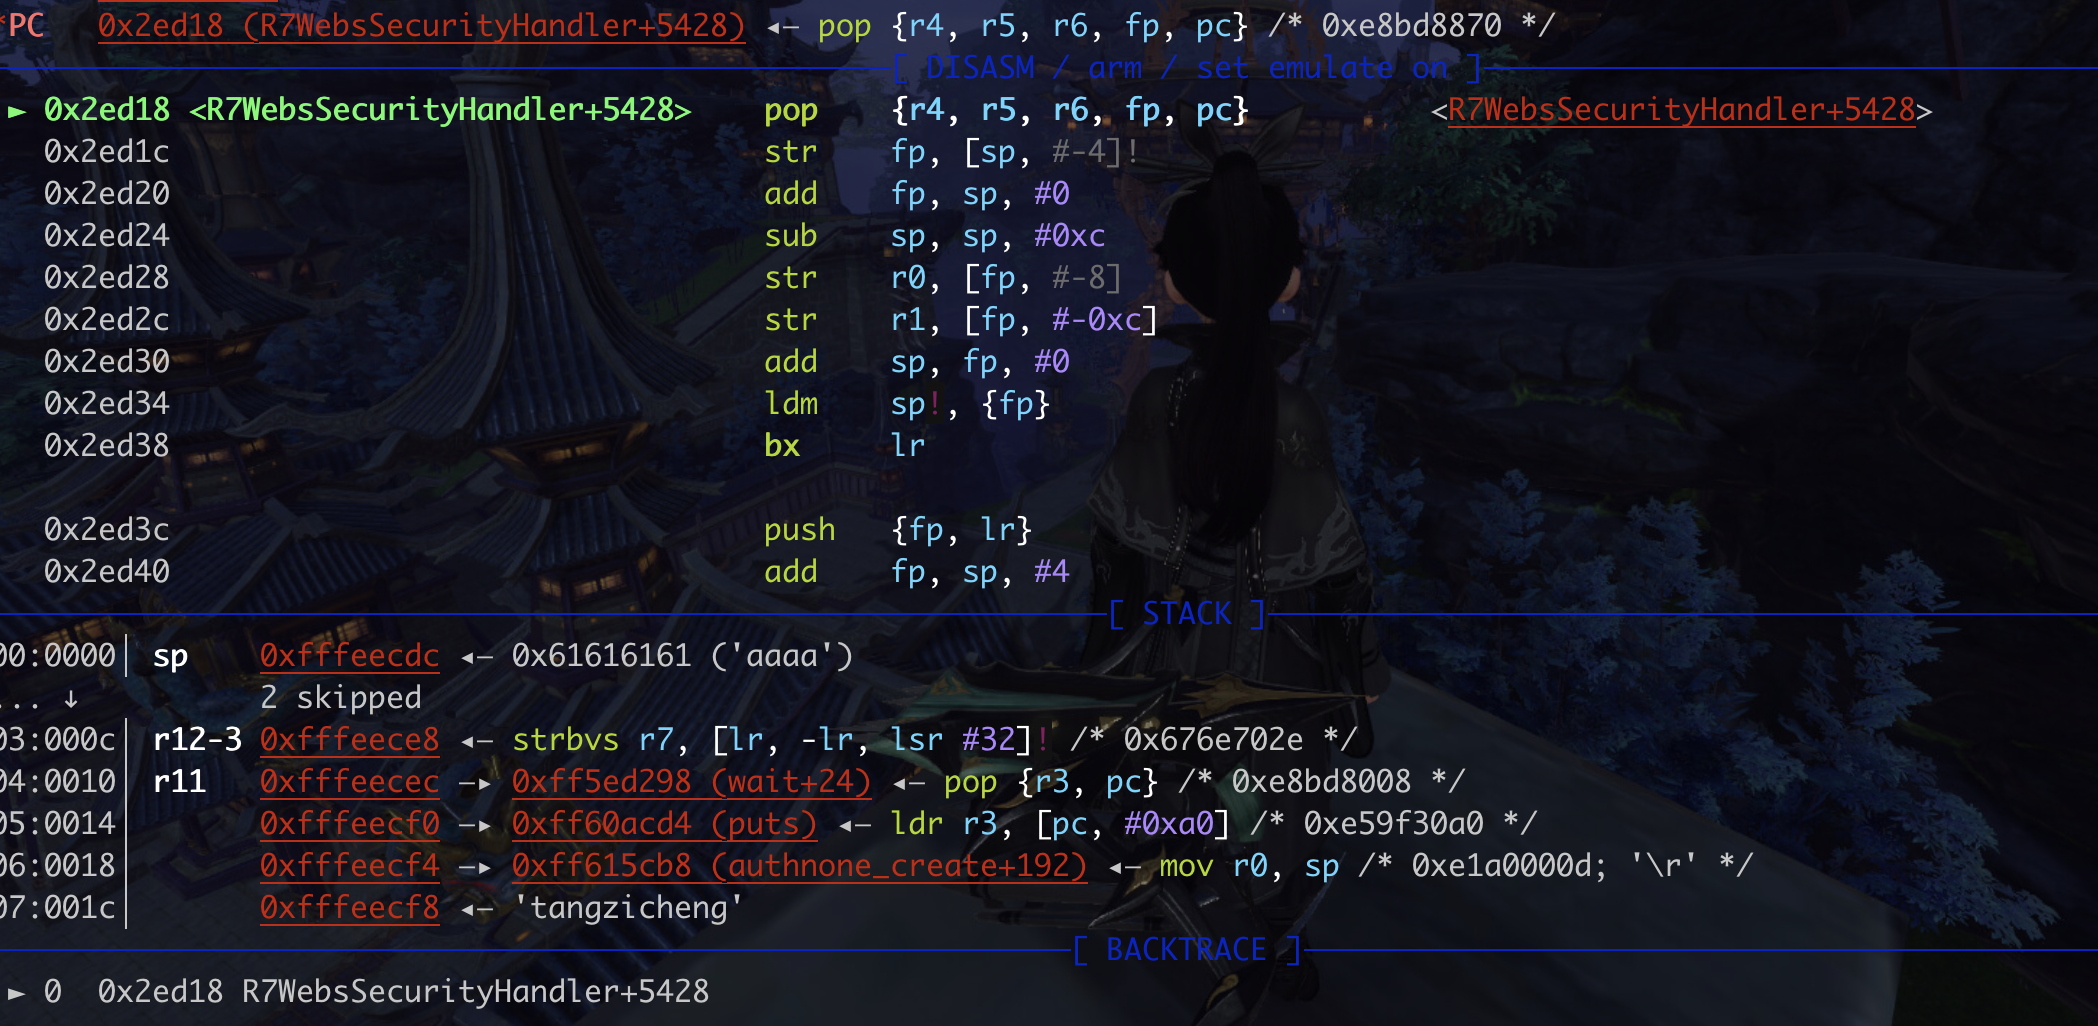 *PC 0x2ed18 (R7WebsSecurityHandler+5428) ◂— pop {r4, r5, r6, fp, pc} /* 0xe8bd8870 */
[ DISASM / arm / set emulate on ]
► 0x2ed18 <R7WebsSecurityHandler+5428> pop {r4, r5, r6, fp, pc} <R7WebsSecurityHandler+5428>
0x2ed1c str fp, [sp, #-4]!
0x2ed20 add fp, sp, #0
0x2ed24 sub sp, sp, #0xc
0x2ed28 str r0, [fp, #-8]
0x2ed2c str r1, [fp, #-0xc]
0x2ed30 add sp, fp, #0
0x2ed34 ldm sp!, {fp}
0x2ed38 bx lr
0x2ed3c push {fp, lr}
0x2ed40 add fp, sp, #4
[ STACK ]
00:0000│ sp 0xfffeecdc ◂— 0x61616161 ('aaaa')
... ↓ 2 skipped
03:000c│ r12-3 0xfffeece8 ◂— strbvs r7, [lr, -lr, lsr #32]! /* 0x676e702e */
04:0010│ r11 0xfffeecec —▸ 0xff5ed298 (wait+24) ◂— pop {r3, pc} /* 0xe8bd8008 */
05:0014│ 0xfffeecf0 —▸ 0xff60acd4 (puts) ◂— ldr r3, [pc, #0xa0] /* 0xe59f30a0 */
06:0018│ 0xfffeecf4 —▸ 0xff615cb8 (authnone_create+192) ◂— mov r0, sp /* 0xe1a0000d; '\r' */
07:001c│ 0xfffeecf8 ◂— 'tangzicheng'
[ BACKTRACE ]
► 0 0x2ed18 R7WebsSecurityHandler+5428